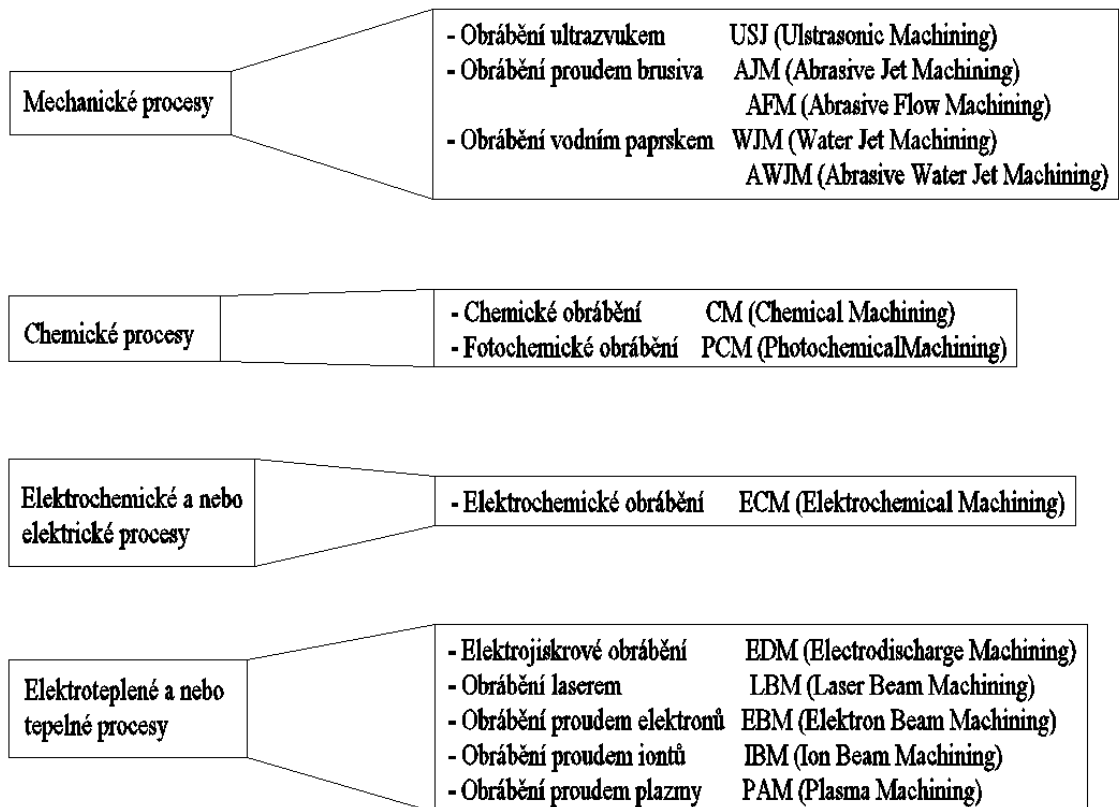 Mechanické procesy
- Obrábění ultrazvukem USJ (Ulstrasonic Machining)
- Obrábění proudem brusiva AJM (Abrasive Jet Machining)
AFM (Abrasive Flow Machining)
- Obrábění vodním paprskem WJM (Water Jet Machining)
AWJM (Abrasive Water Jet Machining)
Chemické procesy
- Chemické obrábění CM (Chemical Machining)
- Fotochemické obrábění PCM (PhotochemicalMachining)
Elektrochemické a nebo
elektrické procesy
- Elektrochemické obrábění ECM (Elektrochemical Machining)
Elektroteplené a nebo
tepelné procesy
- Elektrojiskrové obrábění EDM (Electrodischarge Machining)
- Obrábění laserem LBM (Laser Beam Machining)
- Obrábění proudem elektronů EBM (Elektron Beam Machining)
- Obrábění proudem iontů IBM (Ion Beam Machining)
- Obrábění proudem plazmy PAM (Plasma Machining)